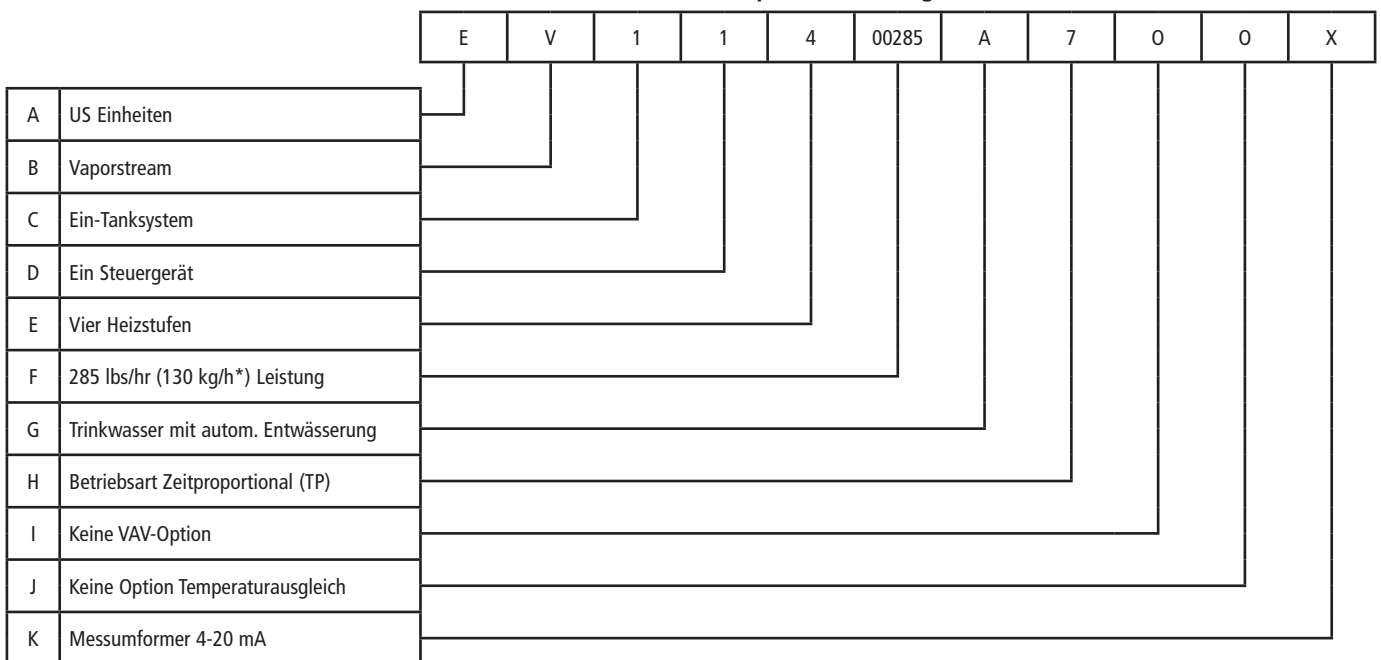 E V 1 1 4 00285 A 7 0 0 X
A US Einheiten
B Vaporstream
C Ein-Tanksystem
D Ein Steuergerät
E Vier Heizstufen
F 285 lbs/hr (130 kg/h*) Leistung
G Trinkwasser mit autom. Entwässerung
H Betriebsart Zeitproportional (TP)
I Keine VAV-Option
J Keine Option Temperaturausgleich
K Messumformer 4-20 mA